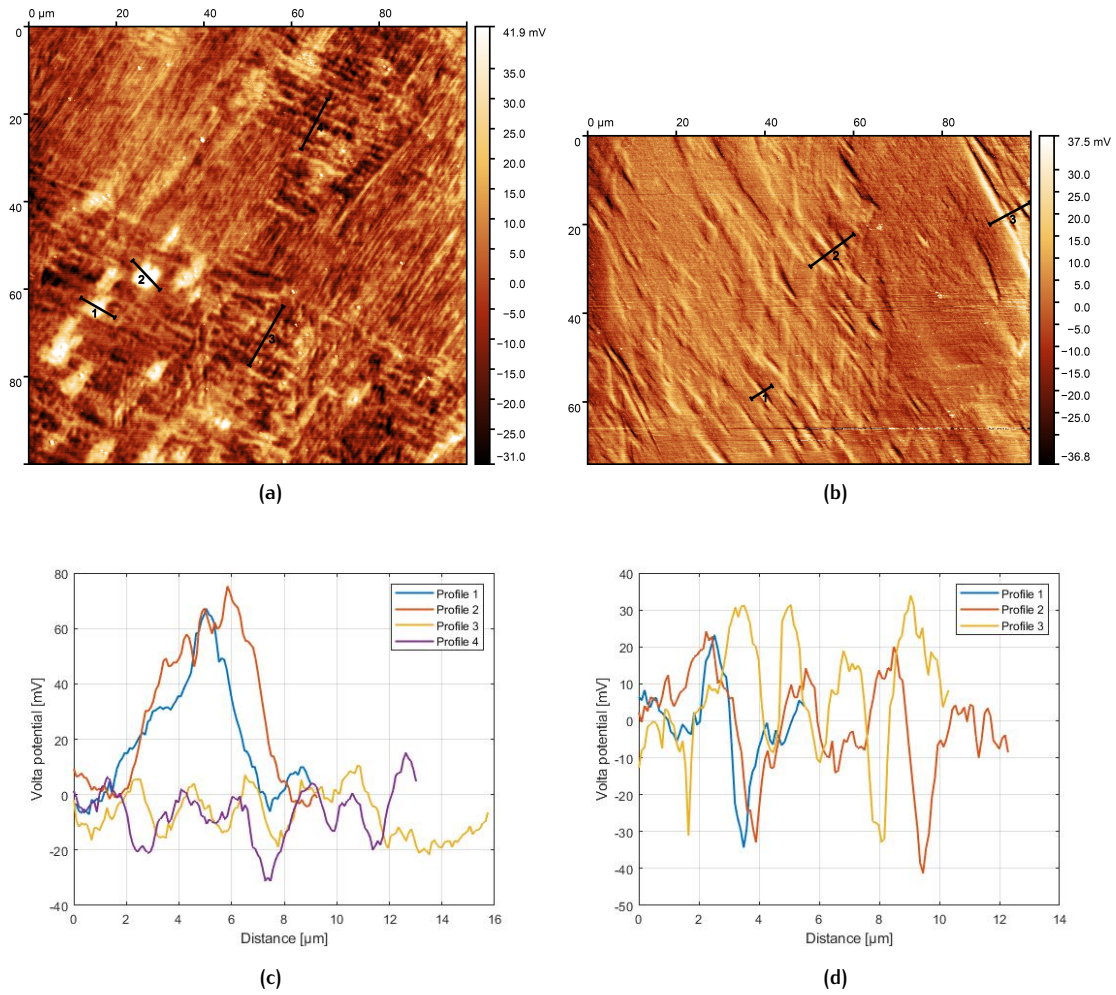 0 µm 20 40 60 80
0
20
40
60
80
41.9 mV
35.0
30.0
25.0
20.0
15.0
10.0
5.0
0.0
−5.0
−10.0
−15.0
−20.0
−25.0
−31.0
1
2
3
4
(a)
0 µm 20 40 60 80
0
20
40
60
37.5 mV
30.0
25.0
20.0
15.0
10.0
5.0
0.0
−5.0
−10.0
−15.0
−20.0
−25.0
−30.0
−36.8
1
2
3
(b)
80
60
40
20
0
-20
-40
Volta potential [mV]
0 2 4 6 8 10 12 14 16
Distance [µm]
Profile 1
Profile 2
Profile 3
Profile 4
(c)
40
30
20
10
0
-10
-20
-30
-40
-50
Volta potential [mV]
0 2 4 6 8 10 12 14
Distance [µm]
Profile 1
Profile 2
Profile 3
(d)